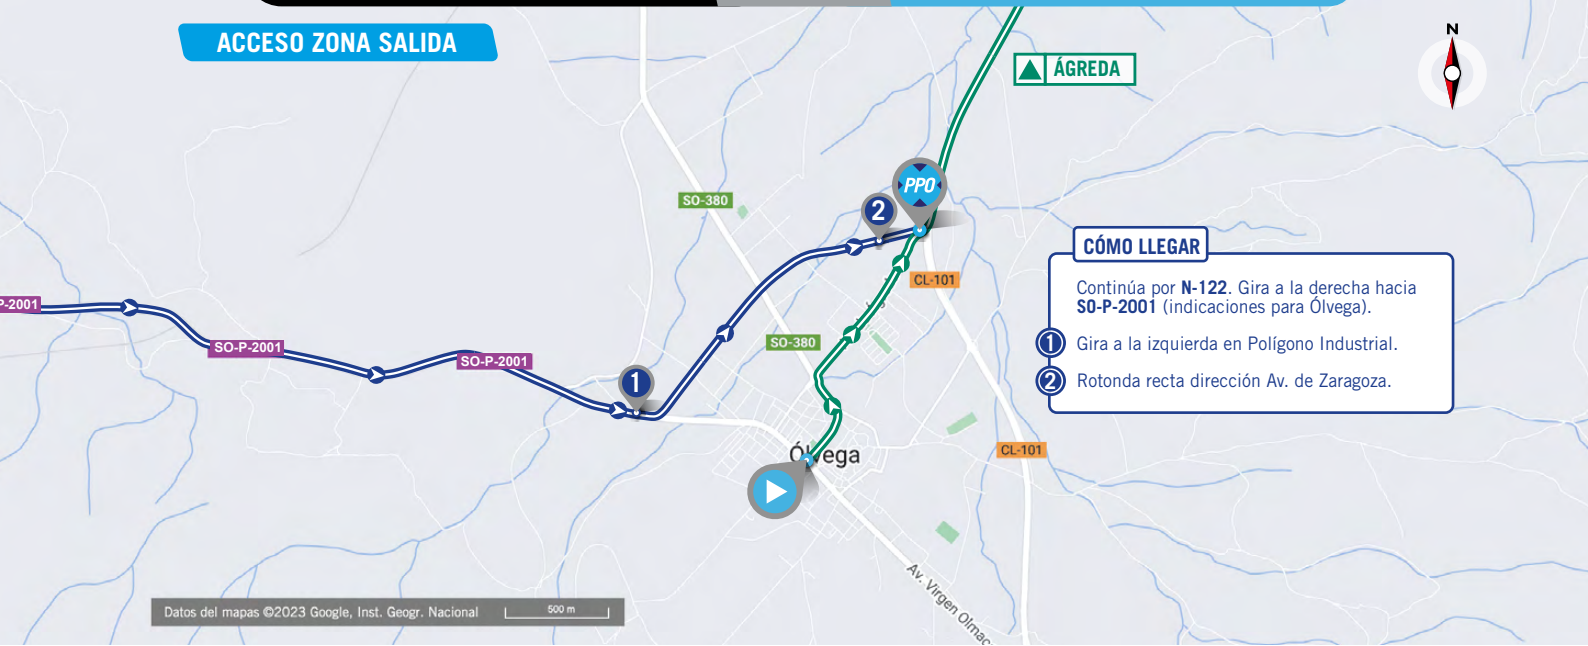 ACCESO ZONA SALIDA
N
ÁGREDA
PPO
SO-380
2
CL-101
CÓMO LLEGAR
Continúa por N-122. Gira a la derecha hacia
SO-P-2001 (indicaciones para Ólvega).
1 Gira a la izquierda en Polígono Industrial.
2 Rotonda recta dirección Av. de Zaragoza.
P-2001
SO-P-2001
SO-P-2001
SO-380
1
Ólvega
CL-101
Av. Virgen Olmac
Datos del mapas ©2023 Google, Inst. Geogr. Nacional
500 m